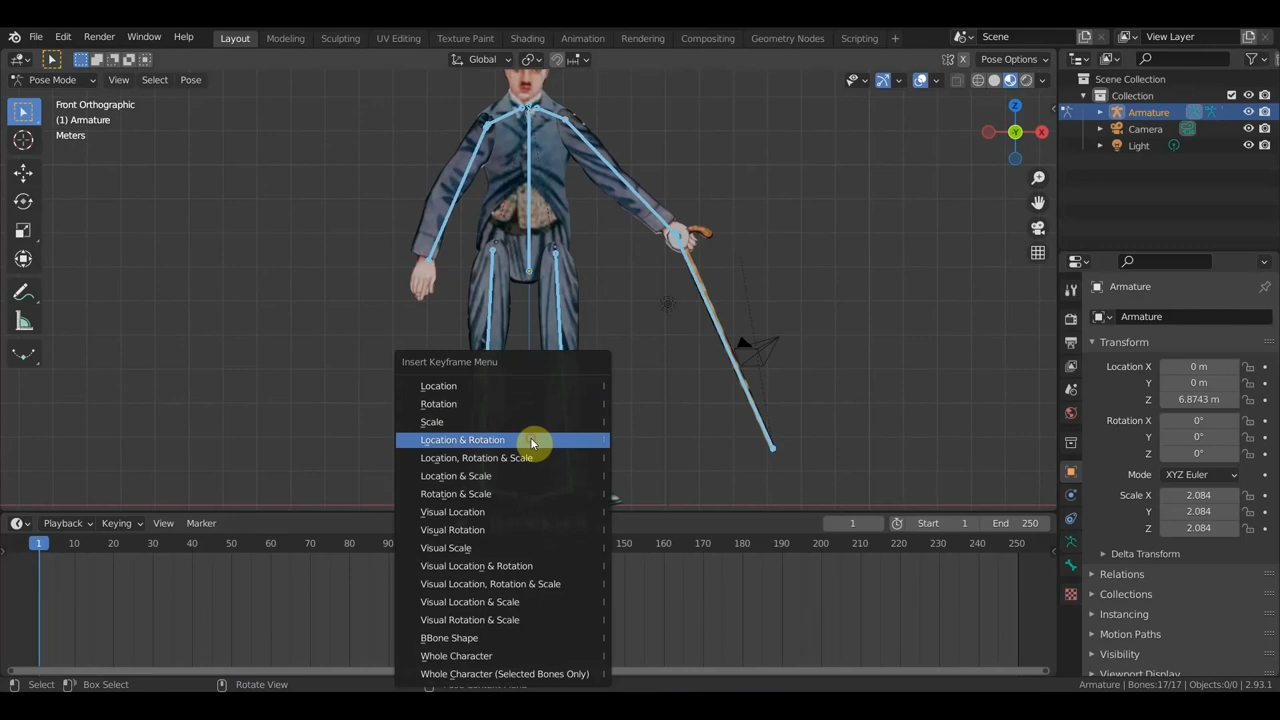 File Edit Render Window Help Layout Modeling Sculpting UV Editing Texture Paint Shading Animation Rendering Compositing Geometry Nodes Scripting + Scene View Layer
Global Pose Options
Pose Mode View Select Pose
Front Orthographic
(1) Armature
Meters
Z
-Y X
Scene Collection
Collection
Armature
Camera
Light
Armature
Armature
Transform
Location X 0 m
Y 0 m
Z 6.8743 m
Rotation X 0°
Y 0°
Z 0°
Mode XYZ Euler
Scale X 2.084
Y 2.084
Z 2.084
Delta Transform
Relations
Collections
Instancing
Motion Paths
Visibility
Viewport Display
Insert Keyframe Menu
Location I
Rotation I
Scale I
Location & Rotation I
Location, Rotation & Scale I
Location & Scale I
Rotation & Scale I
Visual Location I
Visual Rotation I
Visual Scale I
Visual Location & Rotation I
Visual Location, Rotation & Scale I
Visual Location & Scale I
Visual Rotation & Scale I
BBone Shape I
Whole Character I
Whole Character (Selected Bones Only) I
Playback Keying View Marker 1 Start 1 End 250
1 10 20 30 40 50 60 70 80 90 150 160 170 180 190 200 210 220 230 240 250
Select Box Select Rotate View Armature | Bones:17/17 | Objects:0/0 | 2.93.1